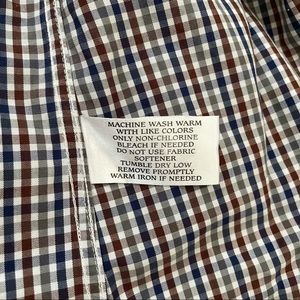 MACHINE WASH WARM
WITH LIKE COLORS
ONLY NON-CHLORINE
BLEACH IF NEEDED
DO NOT USE FABRIC
SOFTENER
TUMBLE DRY LOW
REMOVE PROMPTLY
WARM IRON IF NEEDED